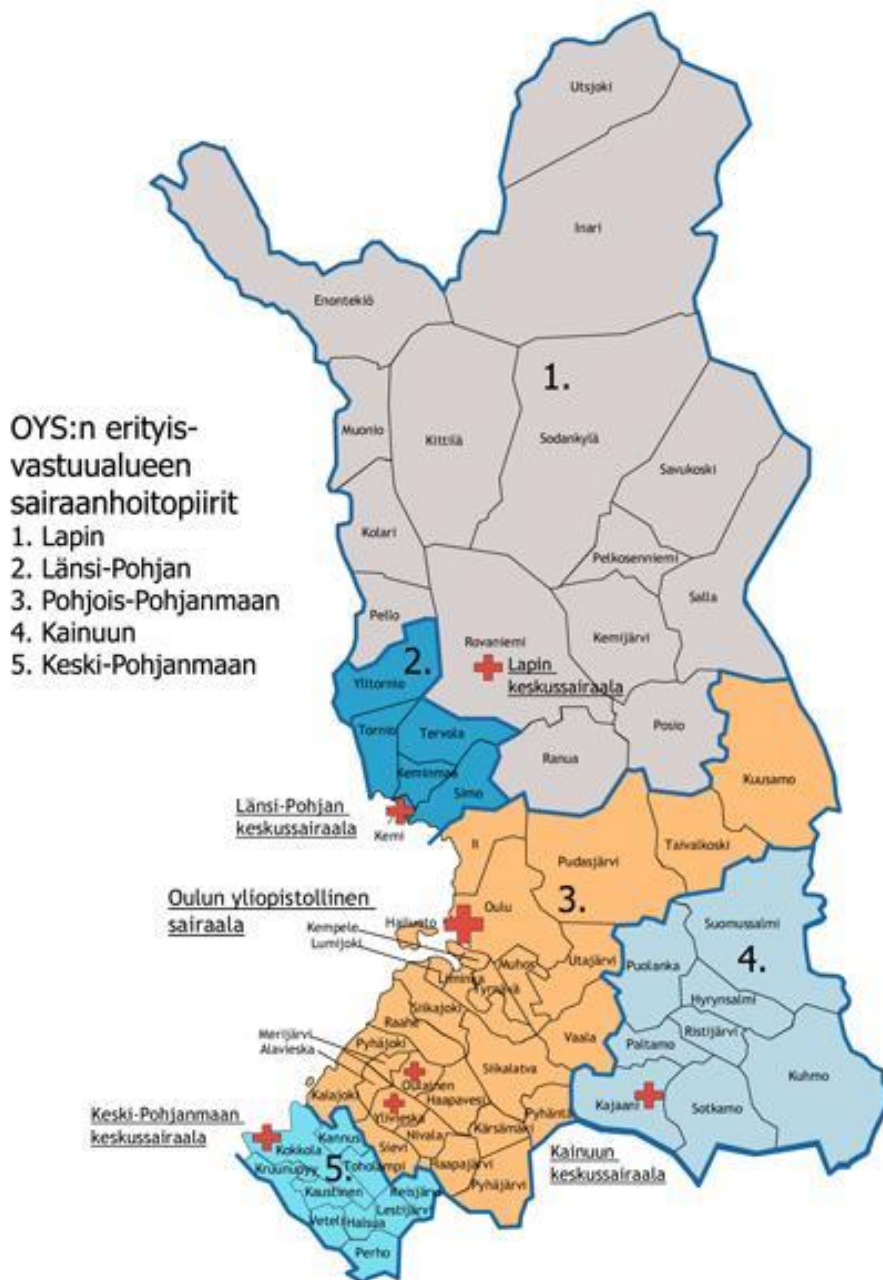 Utsjoki
Inari
Enontekiö
1.
OYS:n erityis-
vastuualueen
sairaanhoitopiirit
1. Lapin
2. Länsi-Pohjan
3. Pohjois-Pohjanmaan
4. Kainuun
5. Keski-Pohjanmaan
Muonio
Kittilä
Sodankylä
Savukoski
Kolari
Pelkosenniemi
Salla
Pello
Rovaniemi
Kemijärvi
2.
Lapin
keskussairaala
Ylitornio
Tornio
Tervola
Posio
Ranua
Keminmaa
Simo
Kuusamo
Länsi-Pohjan
keskussairaala
Kemi
Ii
Pudasjärvi
Taivalkoski
Oulun yliopistollinen
sairaala
Oulu
3.
Hailuoto
Kempele
Lumijoki
Suomussalmi
Puolanka
4.
Muhos
Utajärvi
Liminka
Tyrnävä
Hyrynsalmi
Siikajoki
Raahe
Vaala
Ristijärvi
Paltamo
Merijärvi
Alavieska
Pyhäjoki
Siikalatva
Kuhmo
Oulainen
Haapavesi
Kalajoki
Ylivieska
Pyhäntä
Kajaani
Sotkamo
Keski-Pohjanmaan
keskussairaala
Kärsämäki
Nivala
Sievi
Kannus
Kokkola
Kainuun
keskussairaala
5.
Toholampi
Haapajärvi
Kruunupyy
Pyhäjärvi
Kaustinen
Reisjärvi
Lestijärvi
Veteli
Halsua
Perho